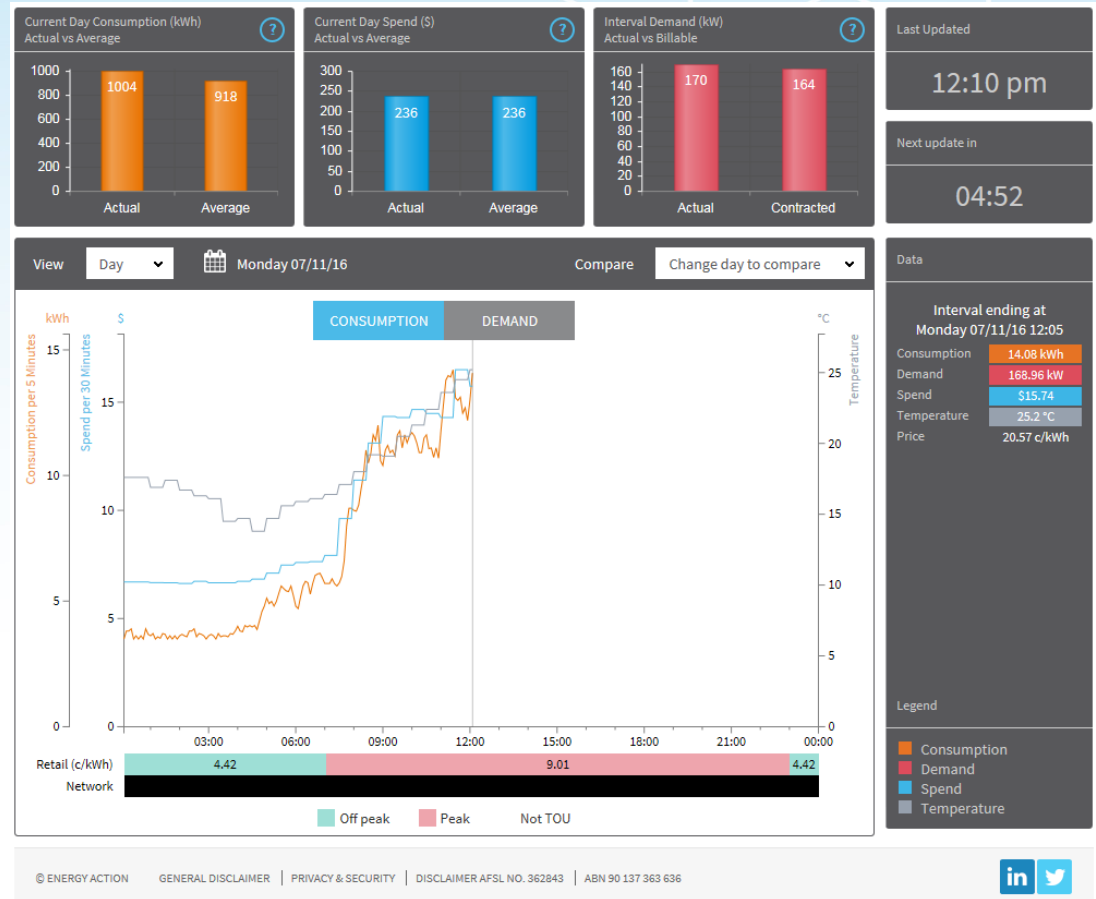 Current Day Consumption (kWh)
Actual vs Average
?
1000
800
600
400
200
0
1004
918
Actual
Average
Current Day Spend ($)
Actual vs Average
?
300
250
200
150
100
50
0
236
236
Actual
Average
Interval Demand (kW)
Actual vs Billable
?
160
140
120
100
80
60
40
20
0
170
164
Actual
Contracted
Last Updated
12:10 pm
Next update in
04:52
View
Day
Monday 07/11/16
Compare
Change day to compare
CONSUMPTION
DEMAND
kWh
Consumption per 5 Minutes
15
10
5
0
$
Spend per 30 Minutes
15
10
5
0
°C
Temperature
25
20
15
10
5
0
03:00
06:00
09:00
12:00
15:00
18:00
21:00
00:00
Retail (c/kWh)
4.42
9.01
4.42
Network
Off peak
Peak
Not TOU
Data
Interval ending at
Monday 07/11/16 12:05
Consumption 14.08 kWh
Demand 168.96 kW
Spend $15.74
Temperature 25.2 °C
Price 20.57 c/kWh
Legend
Consumption
Demand
Spend
Temperature
© ENERGY ACTION GENERAL DISCLAIMER | PRIVACY & SECURITY | DISCLAIMER AFSL NO. 362843 | ABN 90 137 363 636
in